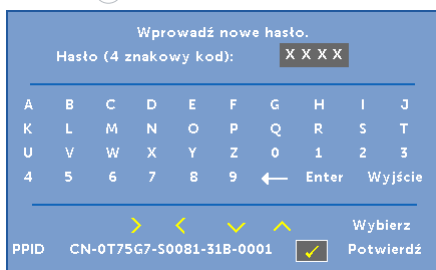 Wprowadź nowe hasło.
Hasło (4 znakowy kod): X X X X
A B C D E F G H I J
K L M N O P Q R S T
U V W X Y Z 0 1 2 3
4 5 6 7 8 9 ← Enter Wyjście
Wybierz
PPID CN-0T75G7-S0081-31B-0001 ✓ Potwierdź